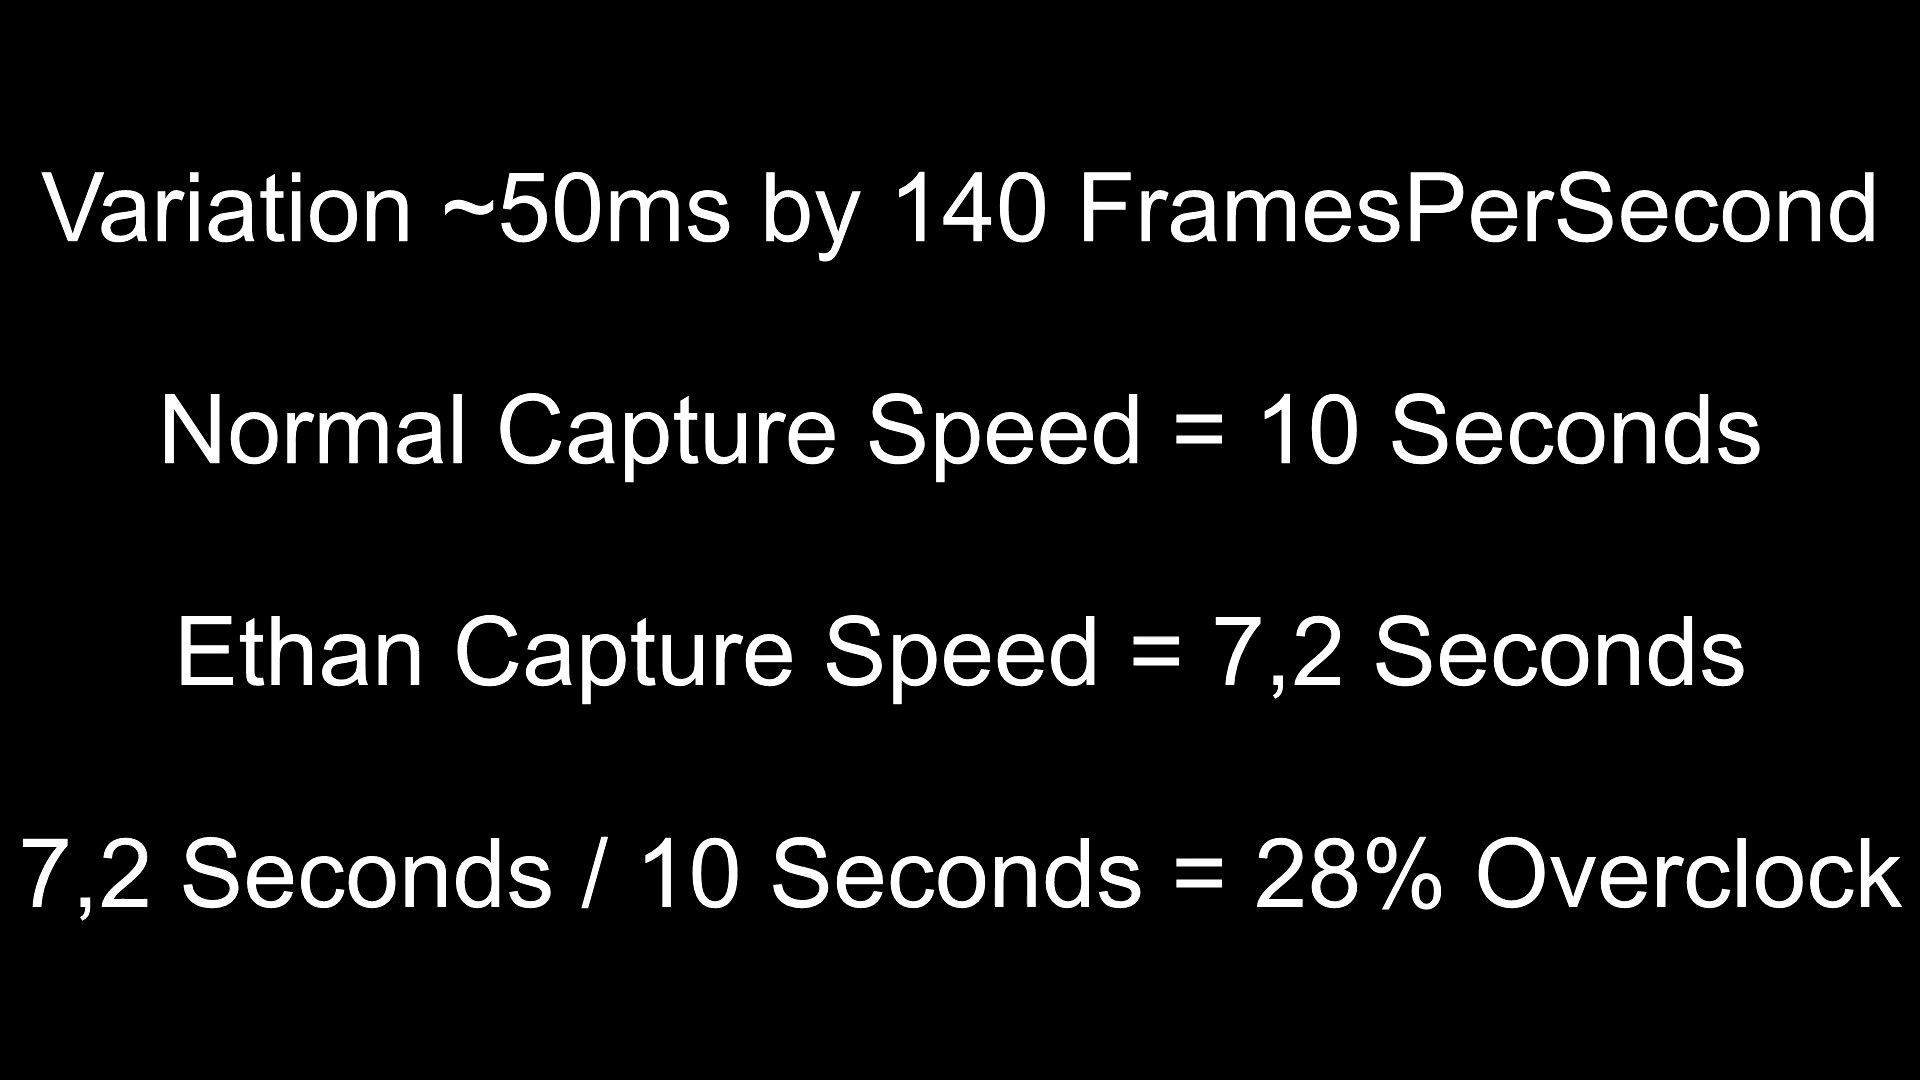 Variation ~50ms by 140 FramesPerSecond
Normal Capture Speed = 10 Seconds
Ethan Capture Speed = 7,2 Seconds
7,2 Seconds / 10 Seconds = 28% Overclock